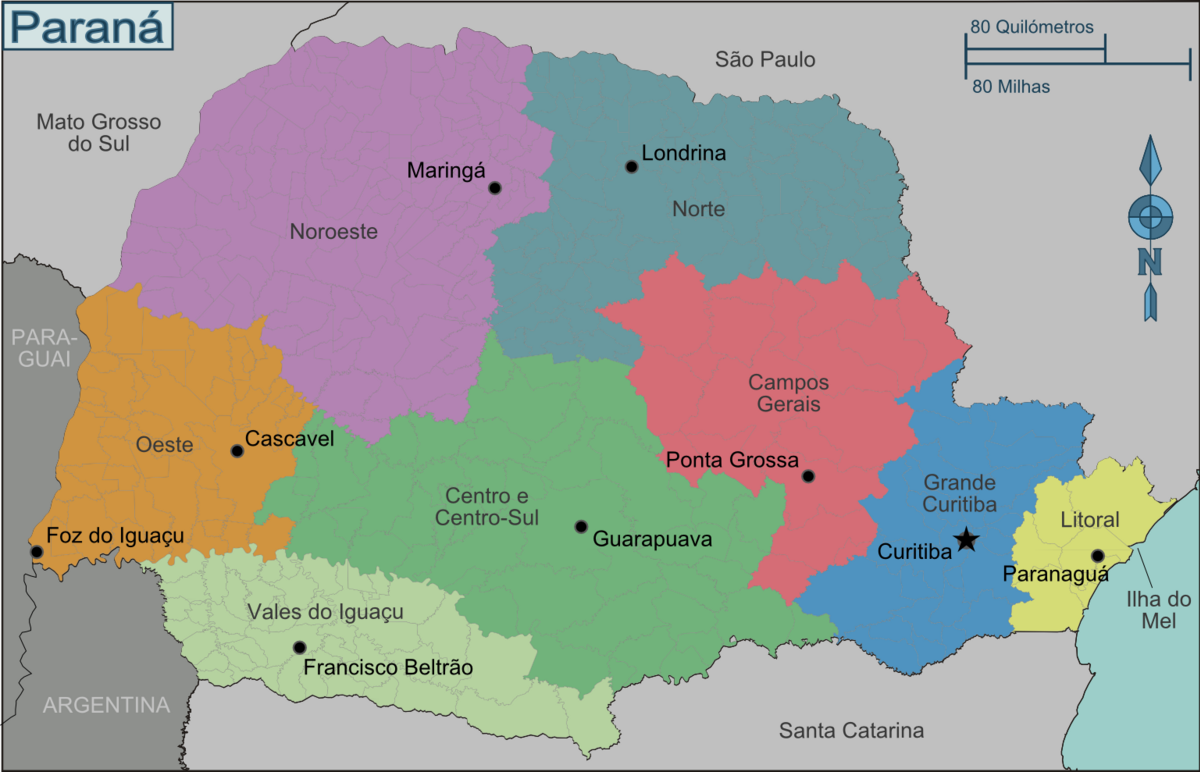 Paraná
80 Quilómetros
80 Milhas
São Paulo
Mato Grosso
do Sul
Londrina
Maringá
Norte
Noroeste
N
PARA-
GUAI
Campos
Gerais
Oeste
Cascavel
Ponta Grossa
Grande
Curitiba
Centro e
Centro-Sul
Litoral
Foz do Iguaçu
Guarapuava
Curitiba
Paranaguá
Ilha do
Mel
Vales do Iguaçu
Francisco Beltrão
ARGENTINA
Santa Catarina